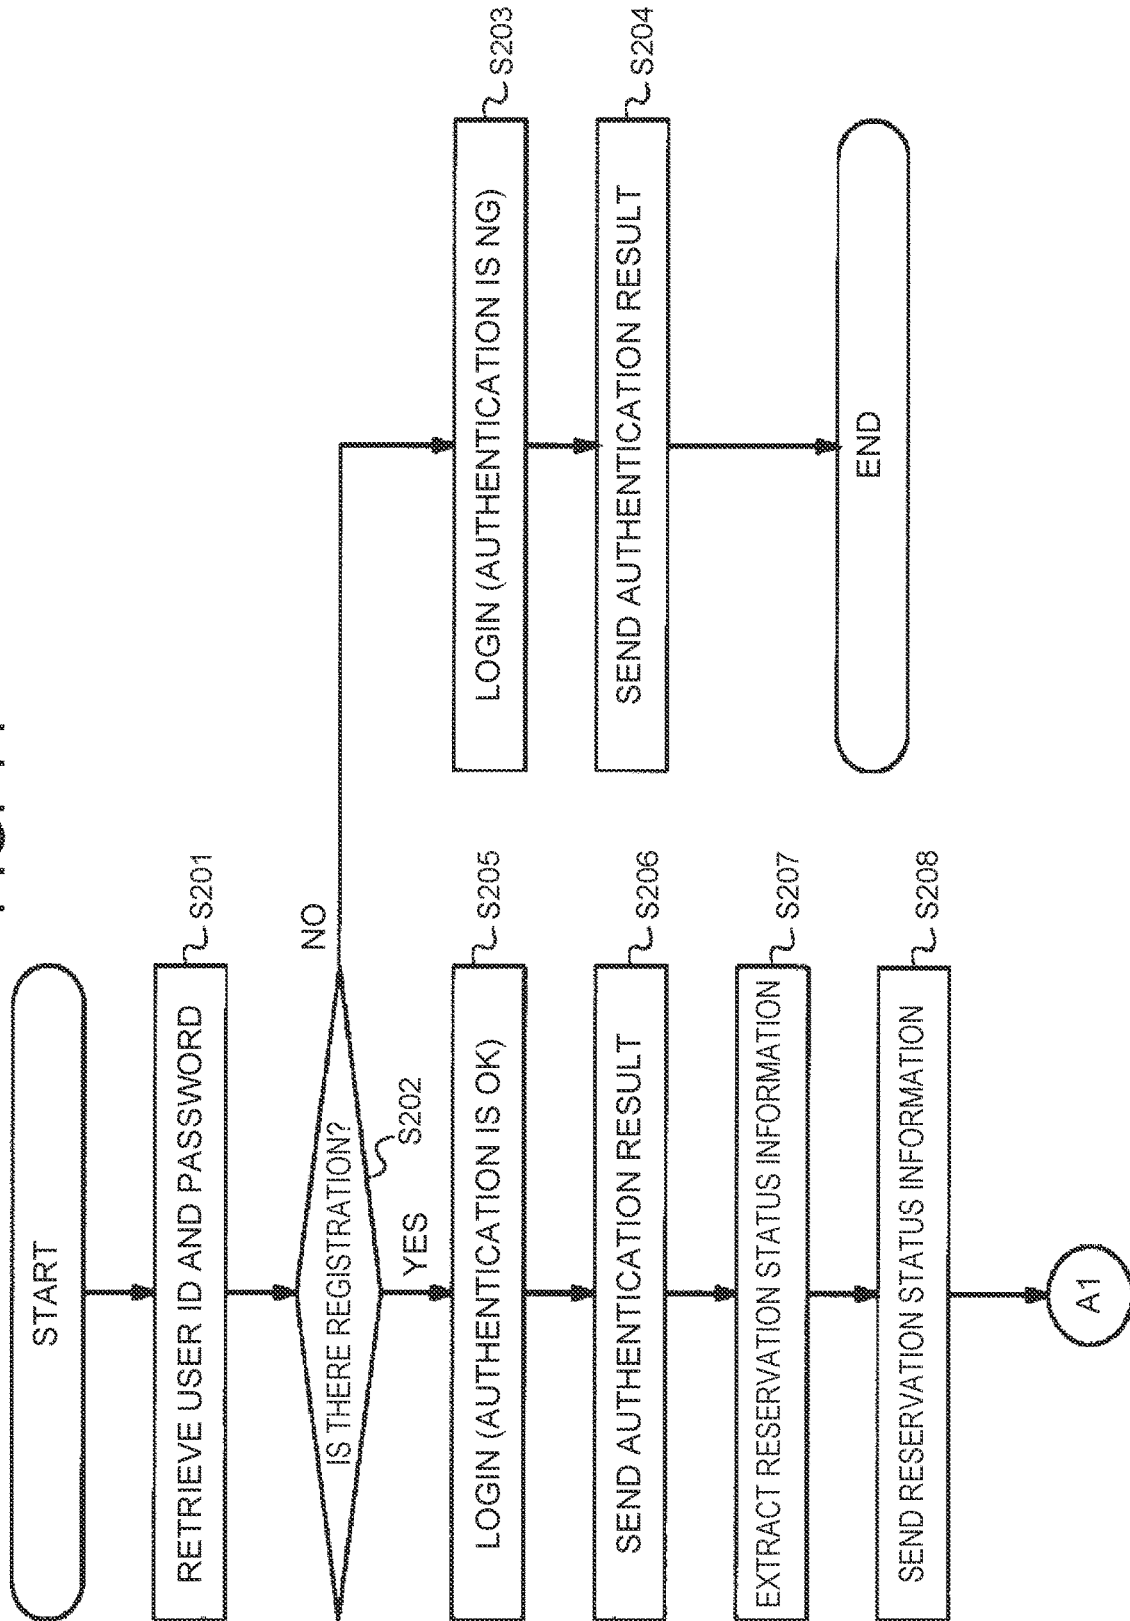 START
RETRIEVE USER ID AND PASSWORD
S201
IS THERE REGISTRATION?
S202
NO
YES
LOGIN (AUTHENTICATION IS NG)
S203
SEND AUTHENTICATION RESULT
S204
END
LOGIN (AUTHENTICATION IS OK)
S205
SEND AUTHENTICATION RESULT
S206
EXTRACT RESERVATION STATUS INFORMATION
S207
SEND RESERVATION STATUS INFORMATION
S208
A1